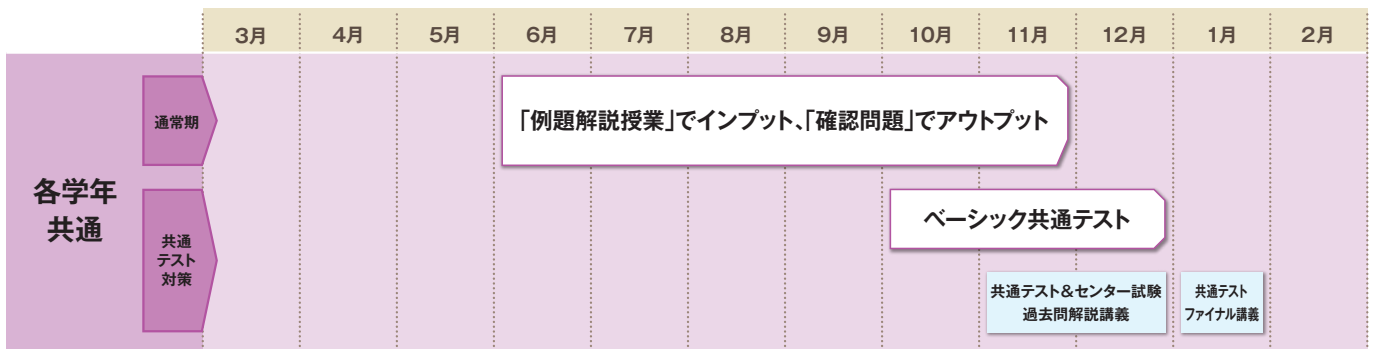 3月 4月 5月 6月 7月 8月 9月 10月 11月 12月 1月 2月
各学年
共通
通常期
「例題解説授業」でインプット、「確認問題」でアウトプット
共通
テスト
対策
ベーシック共通テスト
共通テスト&センター試験
過去問解説講義
共通テスト
ファイナル講義